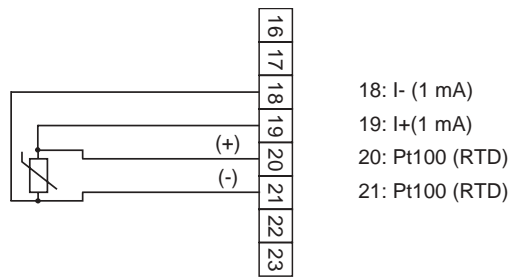 16
17
18
19
20
21
22
23
(+)
(-)
18: I- (1 mA)
19: I+(1 mA)
20: Pt100 (RTD)
21: Pt100 (RTD)